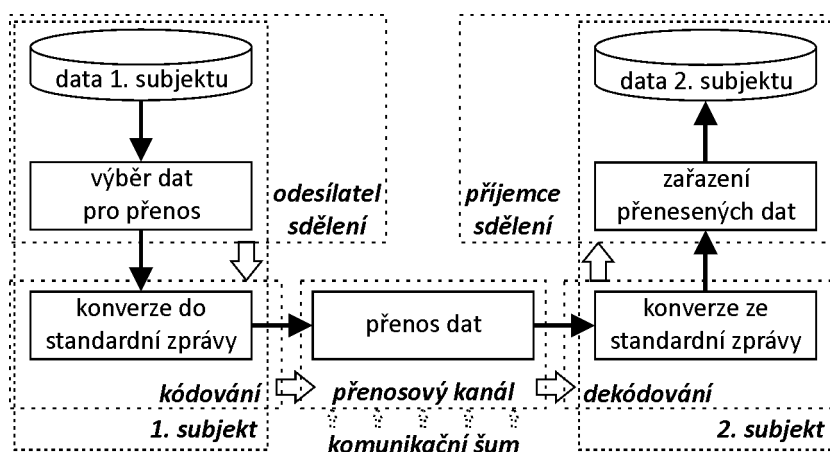 data 1. subjektu
výběr dat
pro přenos
odesílatel
sdělení
konverze do
standardní zprávy
kódování
1. subjekt
přenos dat
přenosový kanál
komunikační šum
data 2. subjektu
příjemce
sdělení
zařazení
přenesených dat
konverze ze
standardní zprávy
dekódování
2. subjekt